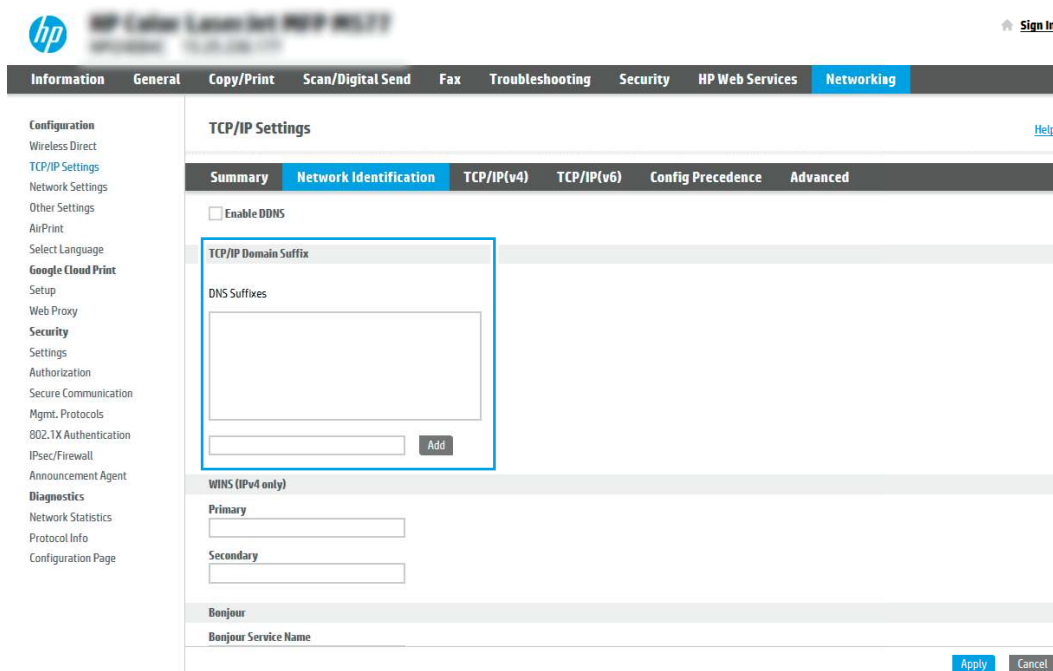 hp
Sign In
Information General Copy/Print Scan/Digital Send Fax Troubleshooting Security HP Web Services Networking
Configuration
Wireless Direct
TCP/IP Settings
Network Settings
Other Settings
AirPrint
Select Language
Google Cloud Print
Setup
Web Proxy
Security
Settings
Authorization
Secure Communication
Mgmt. Protocols
802.1X Authentication
IPsec/Firewall
Announcement Agent
Diagnostics
Network Statistics
Protocol Info
Configuration Page
TCP/IP Settings
Help
Summary Network Identification TCP/IP(v4) TCP/IP(v6) Config Precedence Advanced
Enable DDNS
TCP/IP Domain Suffix
DNS Suffixes
Add
WINS (IPv4 only)
Primary
Secondary
Bonjour
Bonjour Service Name
Apply Cancel